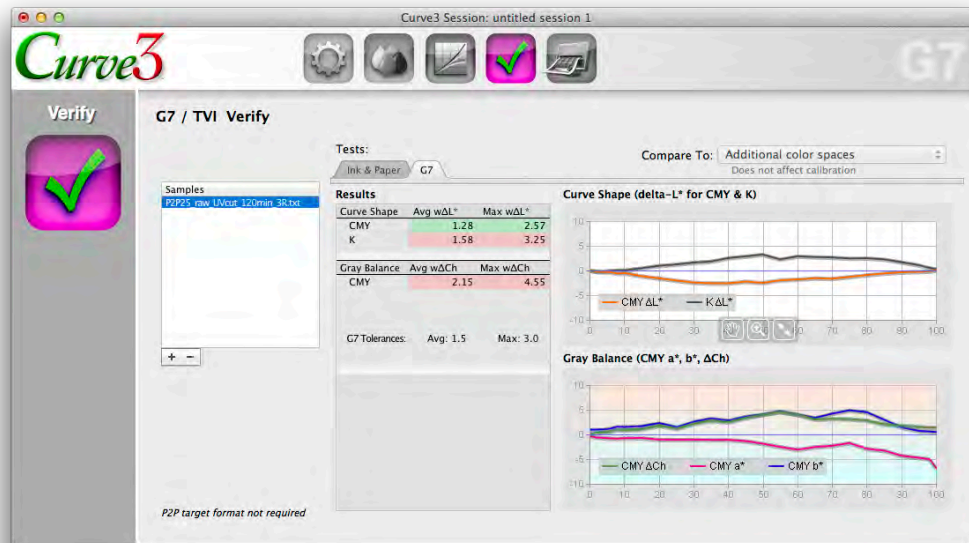 Curve3 Session: untitled session 1
Curve3
G7
Verify
G7 / TVI Verify
Tests:
Ink & Paper G7
Compare To: Additional color spaces
Does not affect calibration
Samples
P2P25_raw_UVcut_120min_3R.txt
+ −
P2P target format not required
Results
Curve Shape Avg wΔL* Max wΔL*
CMY 1.28 2.57
K 1.58 3.25
Gray Balance Avg wΔCh Max wΔCh
CMY 2.15 4.55
G7 Tolerances: Avg: 1.5 Max: 3.0
Curve Shape (delta-L* for CMY & K)
10
5
0
-5
-10
CMY ΔL* K ΔL*
0 10 20 30 40 50 60 70 80 90 100
Gray Balance (CMY a*, b*, ΔCh)
10
5
0
-5
-10
CMY ΔCh CMY a* CMY b*
0 10 20 30 40 50 60 70 80 90 100